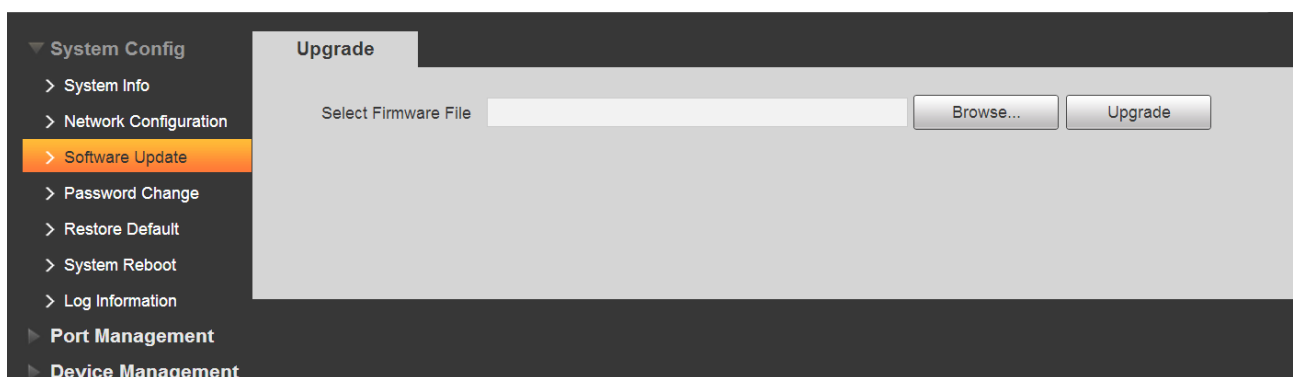 System Config
System Info
Network Configuration
Software Update
Password Change
Restore Default
System Reboot
Log Information
Port Management
Device Management
Upgrade
Select Firmware File
Browse...
Upgrade